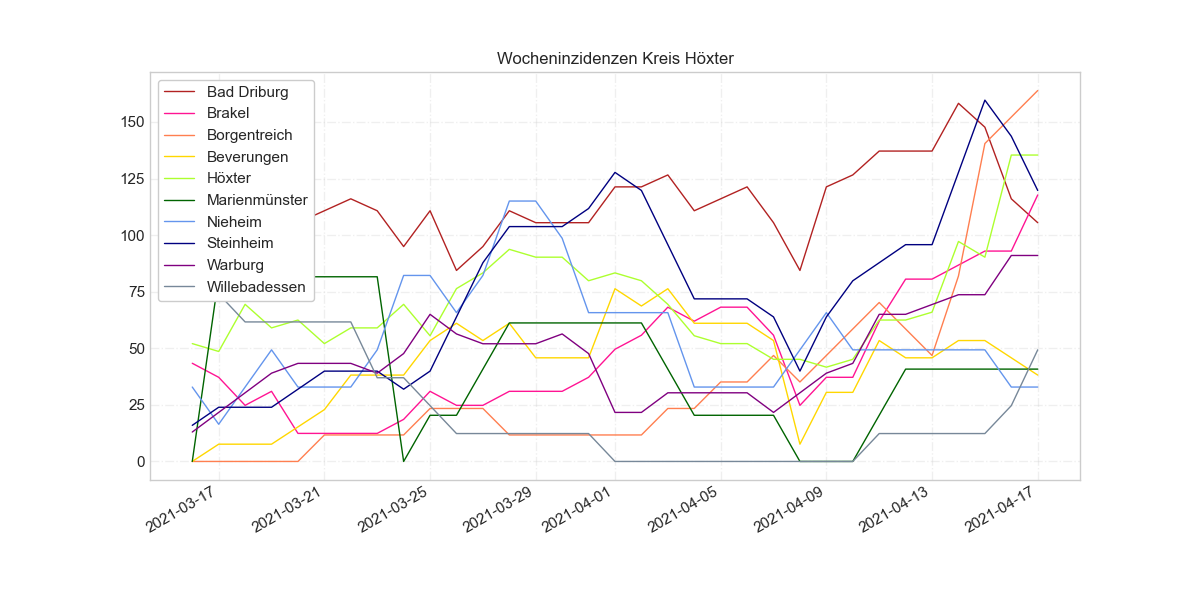 Wocheninzidenzen Kreis Höxter
Bad Driburg
Brakel
Borgentreich
Beverungen
Höxter
Marienmünster
Nieheim
Steinheim
Warburg
Willebadessen
150
125
100
75
50
25
0
2021-03-17
2021-03-21
2021-03-25
2021-03-29
2021-04-01
2021-04-05
2021-04-09
2021-04-13
2021-04-17